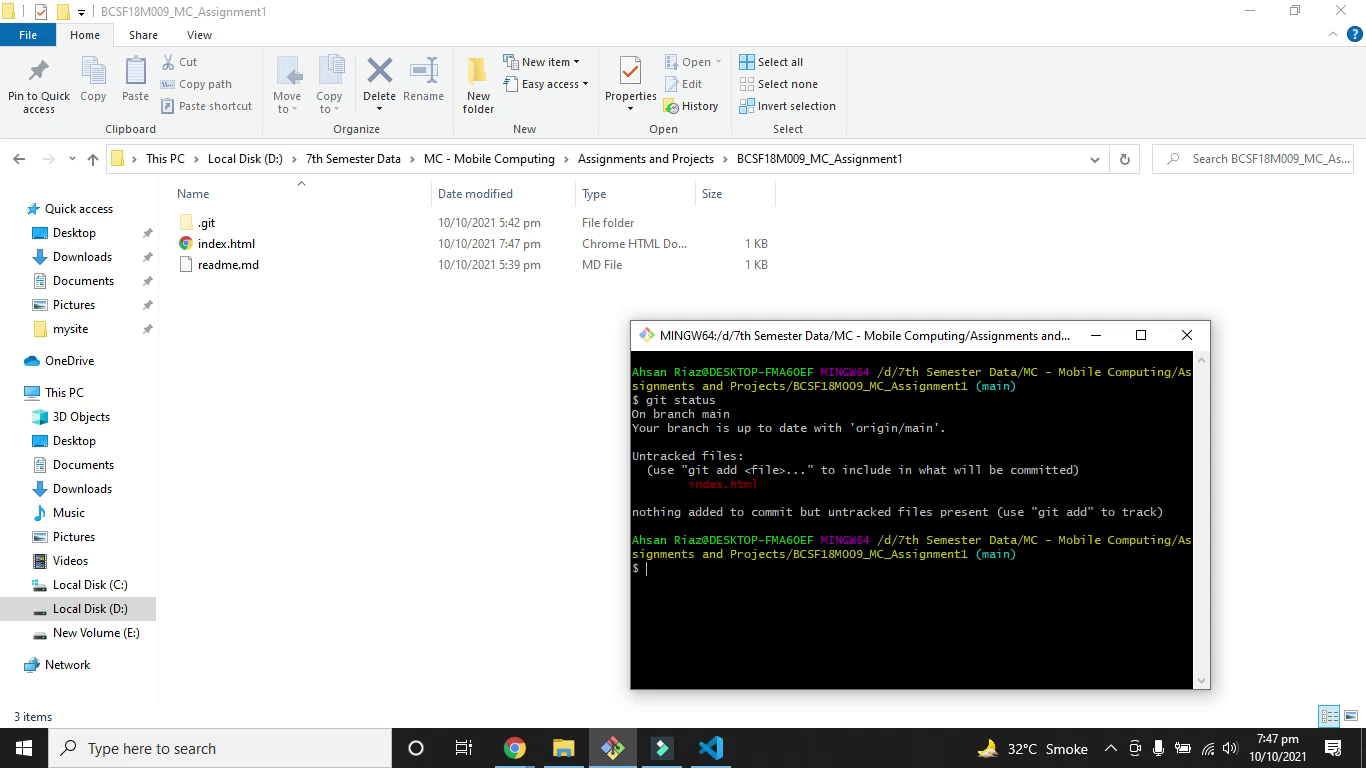 BCSF18M009_MC_Assignment1
File Home Share View
Pin to Quick access
Copy
Paste
Cut
Copy path
Paste shortcut
Move to
Copy to
Delete
Rename
New folder
New item
Easy access
Properties
Open
Edit
History
Select all
Select none
Invert selection
Clipboard Organize New Open Select
This PC > Local Disk (D:) > 7th Semester Data > MC - Mobile Computing > Assignments and Projects > BCSF18M009_MC_Assignment1
Search BCSF18M009_MC_As...
Quick access
Desktop
Downloads
Documents
Pictures
mysite
OneDrive
This PC
3D Objects
Desktop
Documents
Downloads
Music
Pictures
Videos
Local Disk (C:)
Local Disk (D:)
New Volume (E:)
Network
Name Date modified Type Size
.git 10/10/2021 5:42 pm File folder
index.html 10/10/2021 7:47 pm Chrome HTML Do... 1 KB
readme.md 10/10/2021 5:39 pm MD File 1 KB
MINGW64:/d/7th Semester Data/MC - Mobile Computing/Assignments and...
Ahsan Riaz@DESKTOP-FMA6OEF MINGW64 /d/7th Semester Data/MC - Mobile Computing/As
signments and Projects/BCSF18M009_MC_Assignment1 (main)
$ git status
On branch main
Your branch is up to date with 'origin/main'.
Untracked files:
(use "git add <file>..." to include in what will be committed)
index.html
nothing added to commit but untracked files present (use "git add" to track)
Ahsan Riaz@DESKTOP-FMA6OEF MINGW64 /d/7th Semester Data/MC - Mobile Computing/As
signments and Projects/BCSF18M009_MC_Assignment1 (main)
$
3 items
Type here to search
32°C Smoke
7:47 pm
10/10/2021